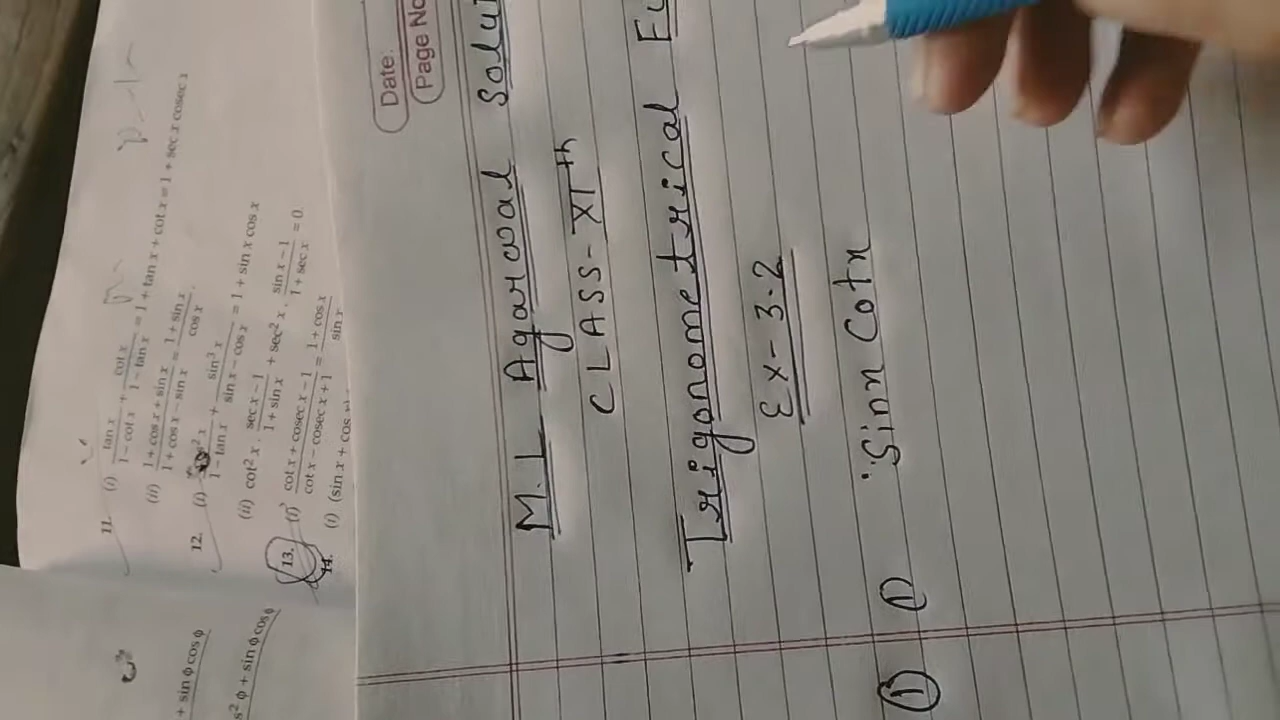 11. (i) tan x / 1 − cot x + cot x / 1 − tan x = 1 + tan x + cot x = 1 + sec x cosec x
(ii) 1 + cos x + sin x / 1 + cos x − sin x = 1 + sin x / cos x.
12. (i) x / 1 − tan x + sin³ x / sin x − cos x = 1 + sin x cos x
(ii) cot² x . sec x − 1 / 1 + sin x + sec² x . sin x − 1 / 1 + sec x = 0.
13. (i) cot x + cosec x − 1 / cot x − cosec x + 1 = 1 + cos x / sin x
14. (i) (sin x + cos x)
+ sin ϕ cos ϕ
s² ϕ + sin ϕ cos ϕ
Date:
Page No
M.L Agarwal Solut
CLASS-XIth
Trigonometrical Fu
Ex-3.2
① i) Sinx Cotx